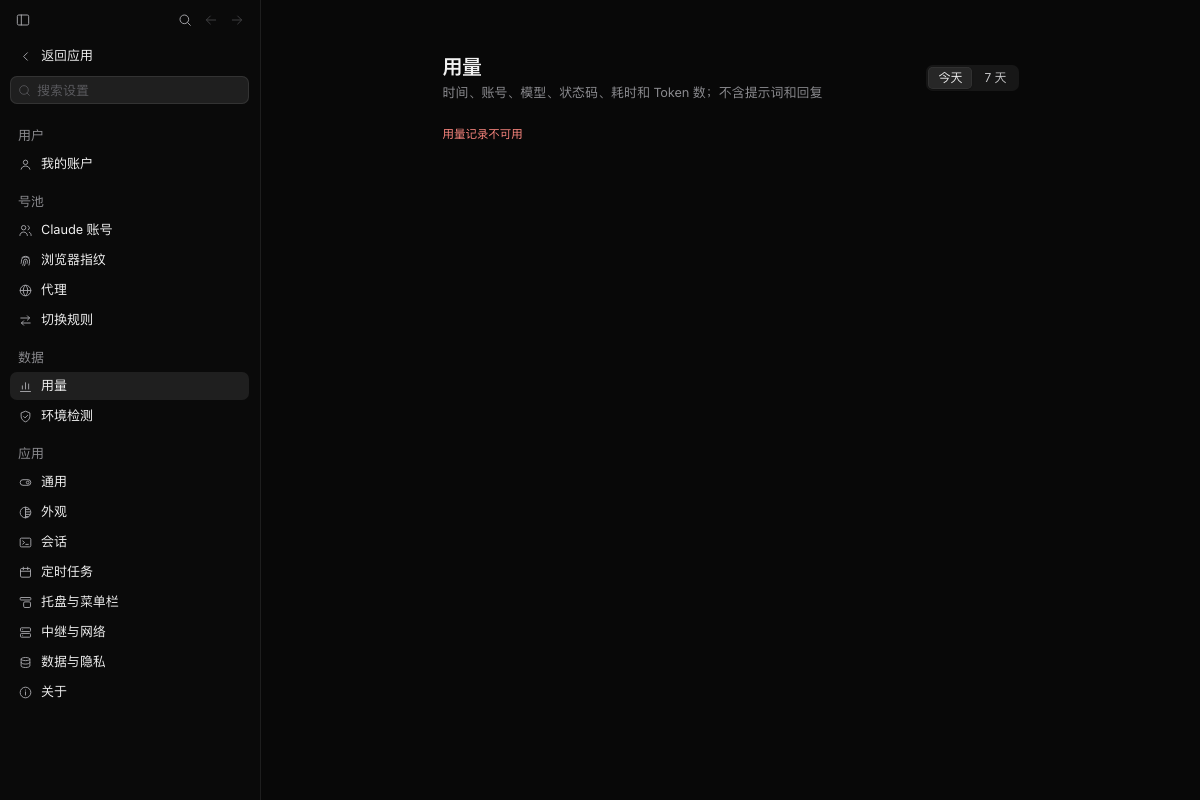 返回应用
搜索设置
用户
我的账户
号池
Claude 账号
浏览器指纹
代理
切换规则
数据
用量
环境检测
应用
通用
外观
会话
定时任务
托盘与菜单栏
中继与网络
数据与隐私
关于
用量
时间、账号、模型、状态码、耗时和 Token 数；不含提示词和回复
今天
7 天
用量记录不可用